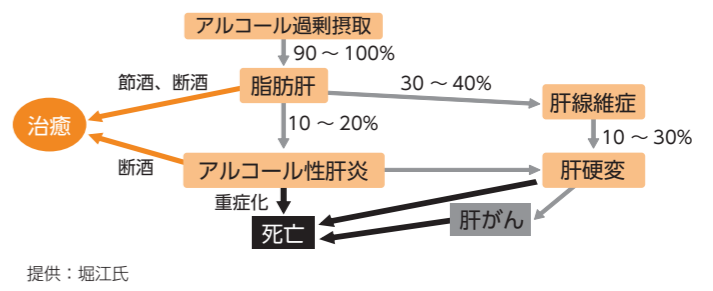 アルコール過剰摂取
90～100%
節酒、断酒
脂肪肝
30～40%
肝線維症
治癒
10～20%
10～30%
断酒
アルコール性肝炎
肝硬変
重症化
死亡
肝がん
提供：堀江氏